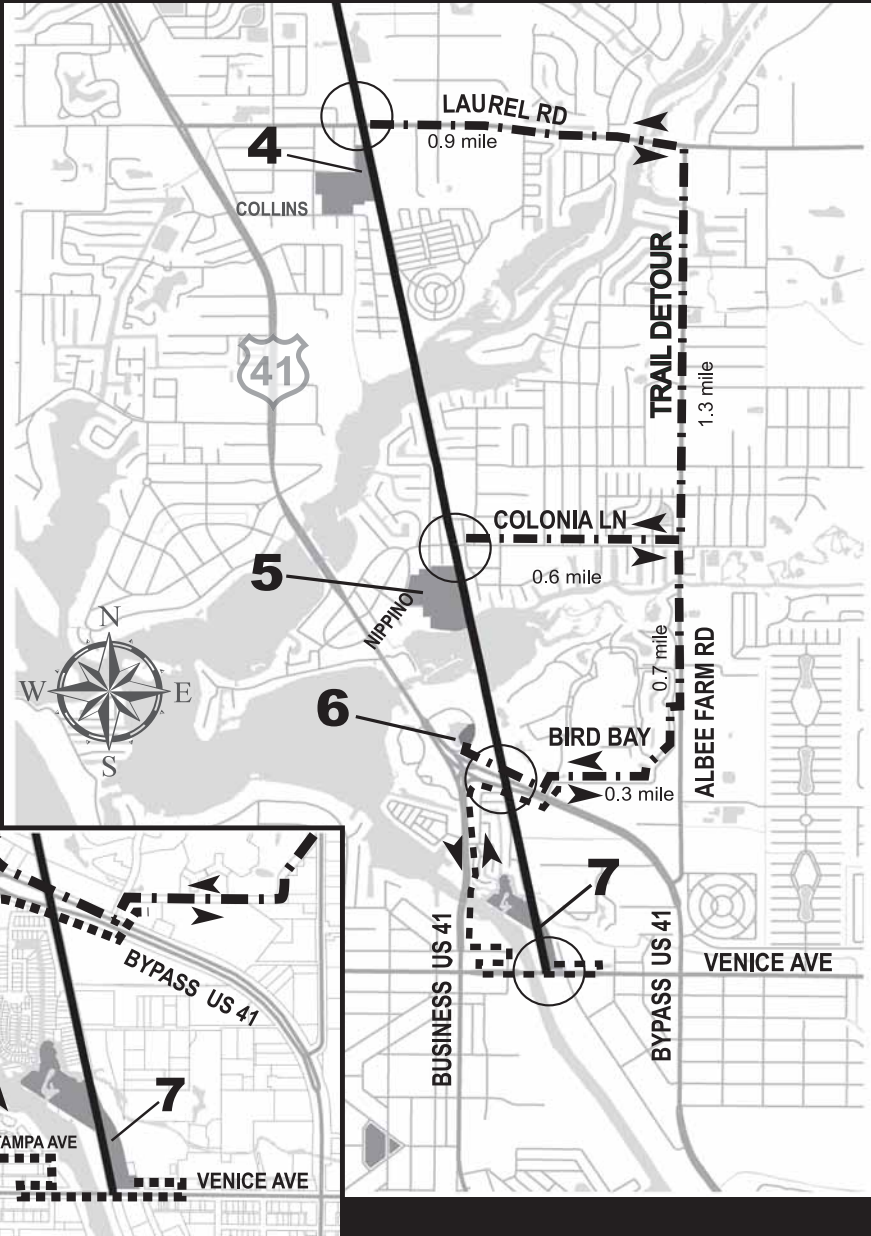 LAUREL RD
0.9 mile
4
COLLINS
TRAIL DETOUR
1.3 mile
41
COLONIA LN
0.6 mile
5
NIPPINO
N
W
E
S
0.7 mile
ALBEE FARM RD
6
BIRD BAY
0.3 mile
7
BUSINESS US 41
BYPASS US 41
VENICE AVE
BYPASS US 41
7
TAMPA AVE
VENICE AVE